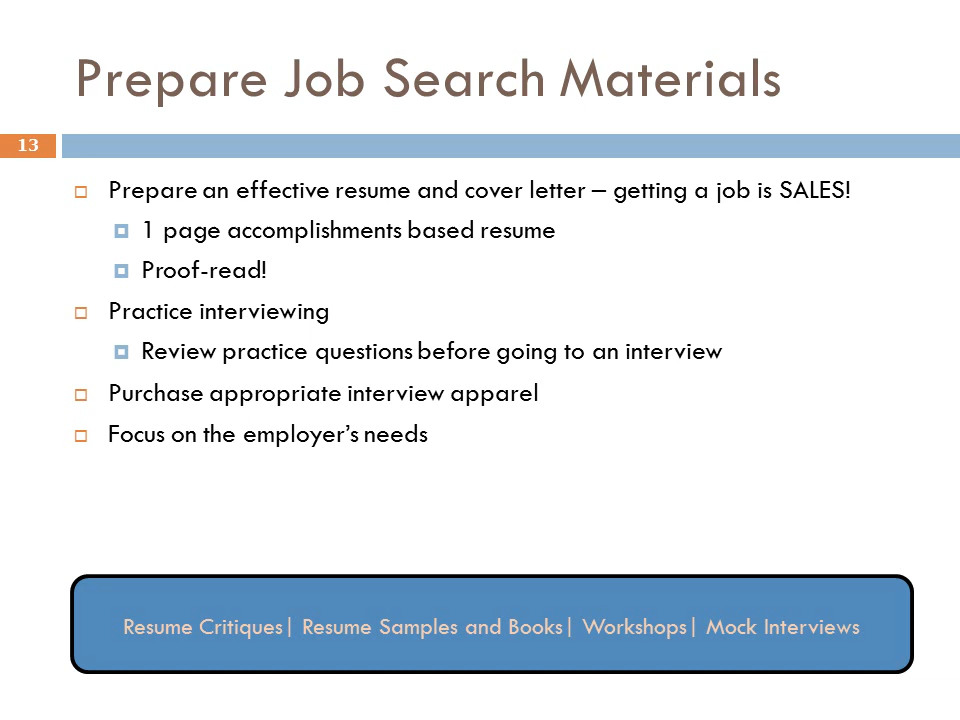 Prepare Job Search Materials
13
Prepare an effective resume and cover letter – getting a job is SALES!
1 page accomplishments based resume
Proof-read!
Practice interviewing
Review practice questions before going to an interview
Purchase appropriate interview apparel
Focus on the employer’s needs
Resume Critiques| Resume Samples and Books| Workshops| Mock Interviews